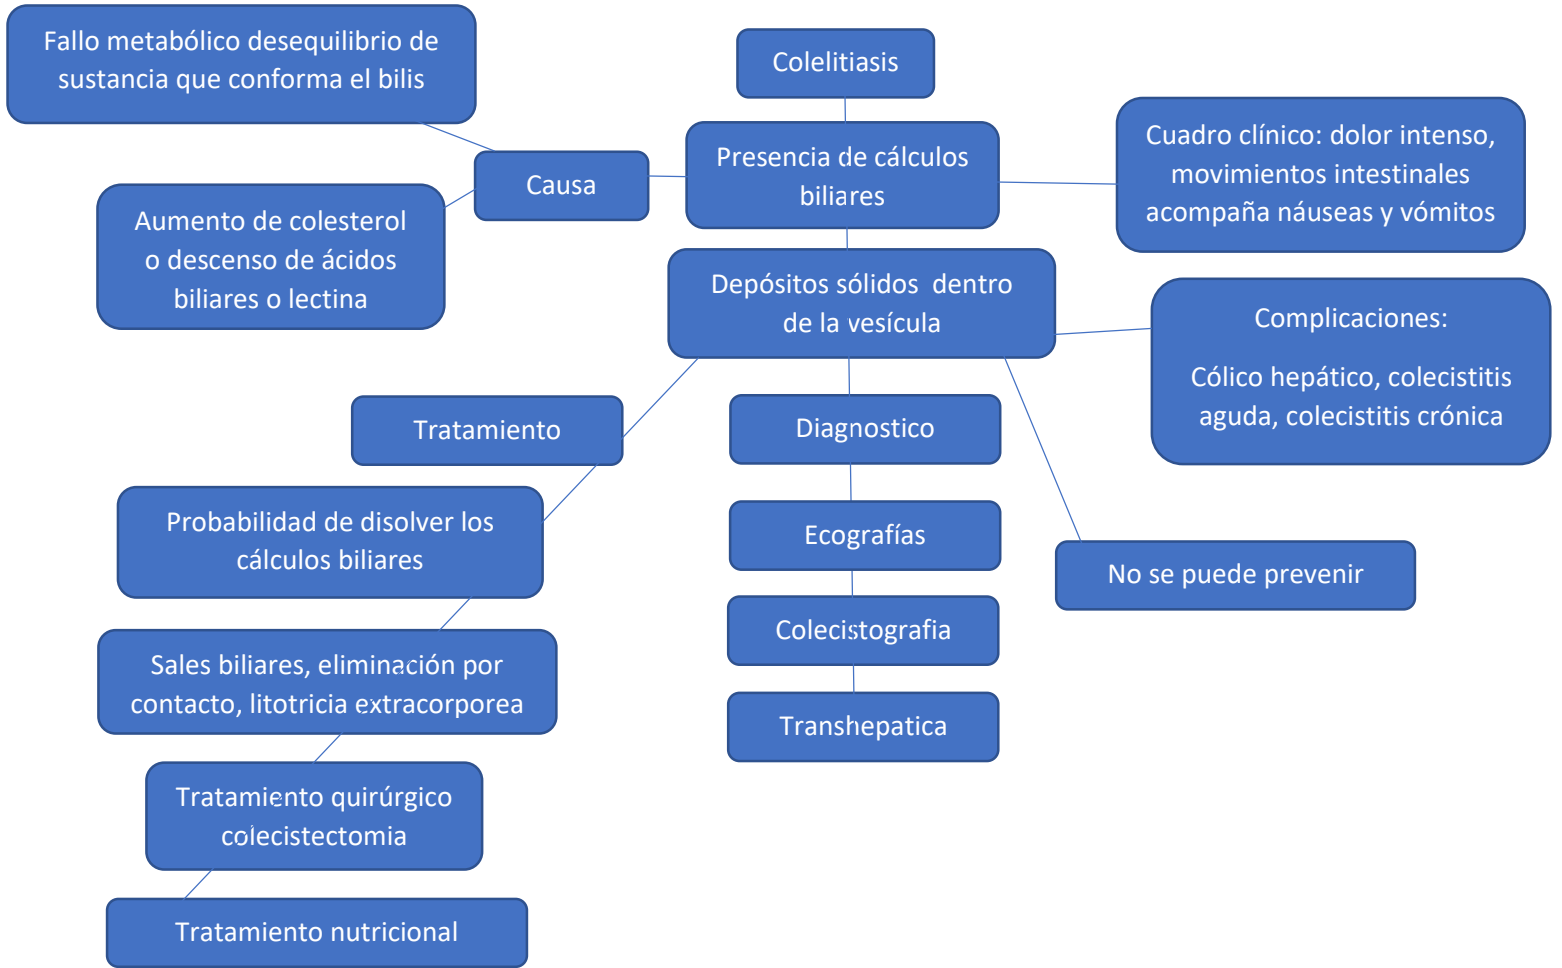 Fallo metabólico desequilibrio de
sustancia que conforma el bilis
Colelitiasis
Cuadro clínico: dolor intenso,
movimientos intestinales
acompaña náuseas y vómitos
Presencia de cálculos
biliares
Causa
Aumento de colesterol
o descenso de ácidos
biliares o lectina
Depósitos sólidos  dentro
de la vesícula
Complicaciones:
Cólico hepático, colecistitis
aguda, colecistitis crónica
Tratamiento
Diagnostico
Probabilidad de disolver los
cálculos biliares
Ecografías
No se puede prevenir
Colecistografia
Sales biliares, eliminación por
contacto, litotricia extracorporea
Transhepatica
Tratamiento quirúrgico
colecistectomia
Tratamiento nutricional